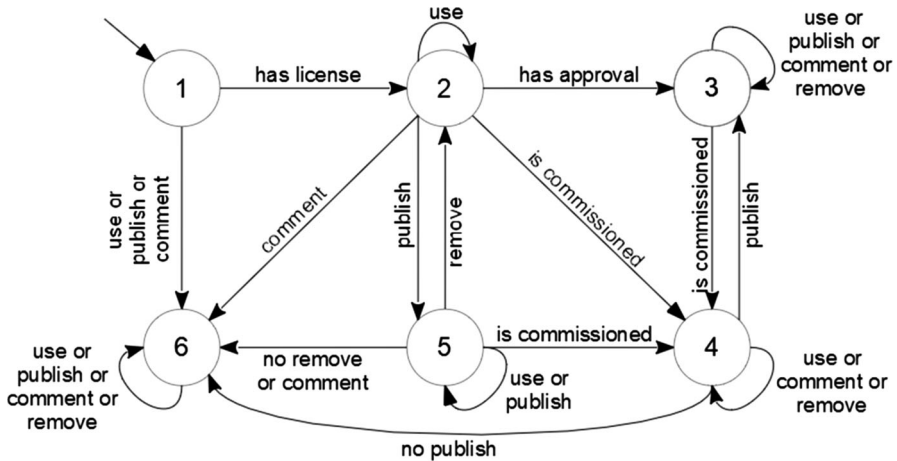 use
use or
publish or
comment or
remove
1
has license
2
has approval
3
use or
publish or
comment
comment
publish
remove
is commissioned
is commissioned
publish
6
5
is commissioned
4
use or
publish or
comment or
remove
no remove
or comment
use or
publish
use or
comment or
remove
no publish